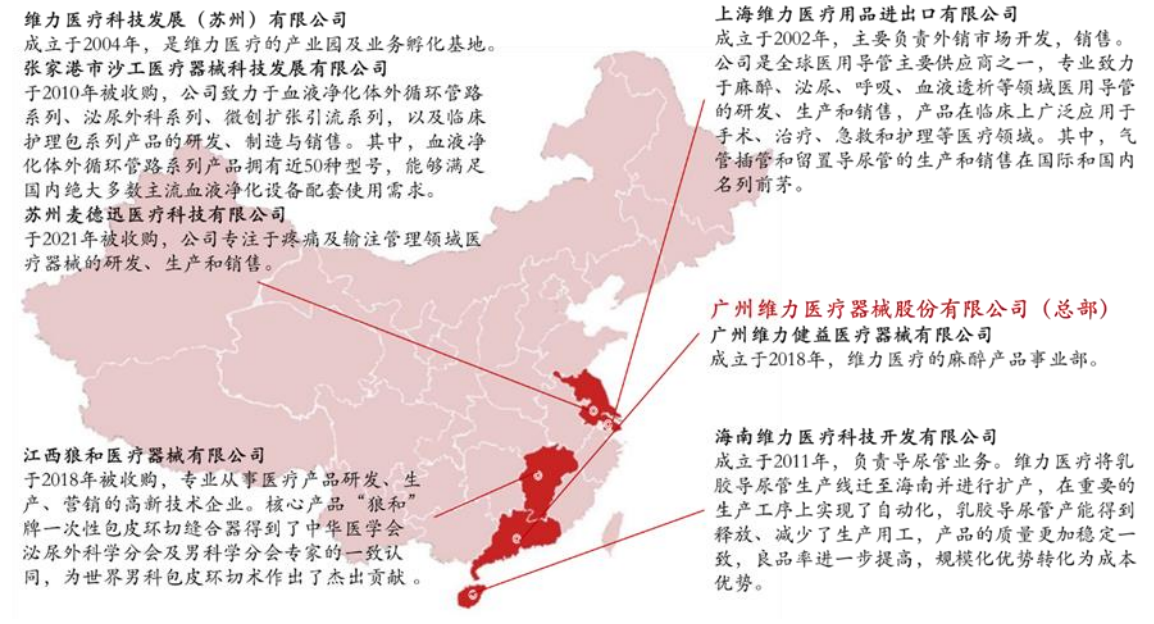 维力医疗科技发展（苏州）有限公司
成立于2004年，是维力医疗的产业园及业务孵化基地。
张家港市沙工医疗器械科技发展有限公司
于2010年被收购，公司致力于血液净化体外循环管路
系列、泌尿外科系列、微创扩张引流系列，以及临床
护理包系列产品的研发、制造与销售。其中，血液净
化体外循环管路系列产品拥有近50种型号，能够满足
国内绝大多数主流血液净化设备配套使用需求。
苏州麦德迅医疗科技有限公司
于2021年被收购，公司专注于疼痛及输注管理领域医
疗器械的研发、生产和销售。
江西狼和医疗器械有限公司
于2018年被收购，专业从事医疗产品研发、生
产、营销的高新技术企业。核心产品“狼和”
牌一次性包皮环切缝合器得到了中华医学会
泌尿外科学分会及男科学分会专家的一致认
同，为世界男科包皮环切术作出了杰出贡献。
上海维力医疗用品进出口有限公司
成立于2002年，主要负责外销市场开发，销售。
公司是全球医用导管主要供应商之一，专业致力
于麻醉、泌尿、呼吸、血液透析等领域医用导管
的研发、生产和销售，产品在临床上广泛应用于
手术、治疗、急救和护理等医疗领域。其中，气
管插管和留置导尿管的生产和销售在国际和国内
名列前茅。
广州维力医疗器械股份有限公司（总部）
广州维力健益医疗器械有限公司
成立于2018年，维力医疗的麻醉产品事业部。
海南维力医疗科技开发有限公司
成立于2011年，负责导尿管业务。维力医疗将乳
胶导尿管生产线迁至海南并进行扩产，在重要的
生产工序上实现了自动化，乳胶导尿管产能得到
释放、减少了生产用工，产品的质量更加稳定一
致，良品率进一步提高，规模化优势转化为成本
优势。